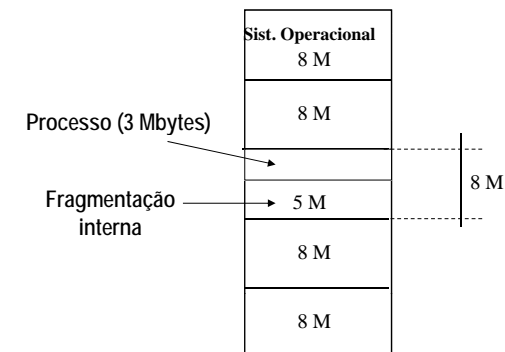 Sist. Operacional
8 M
8 M
Processo (3 Mbytes)
8 M
Fragmentação
interna
5 M
8 M
8 M